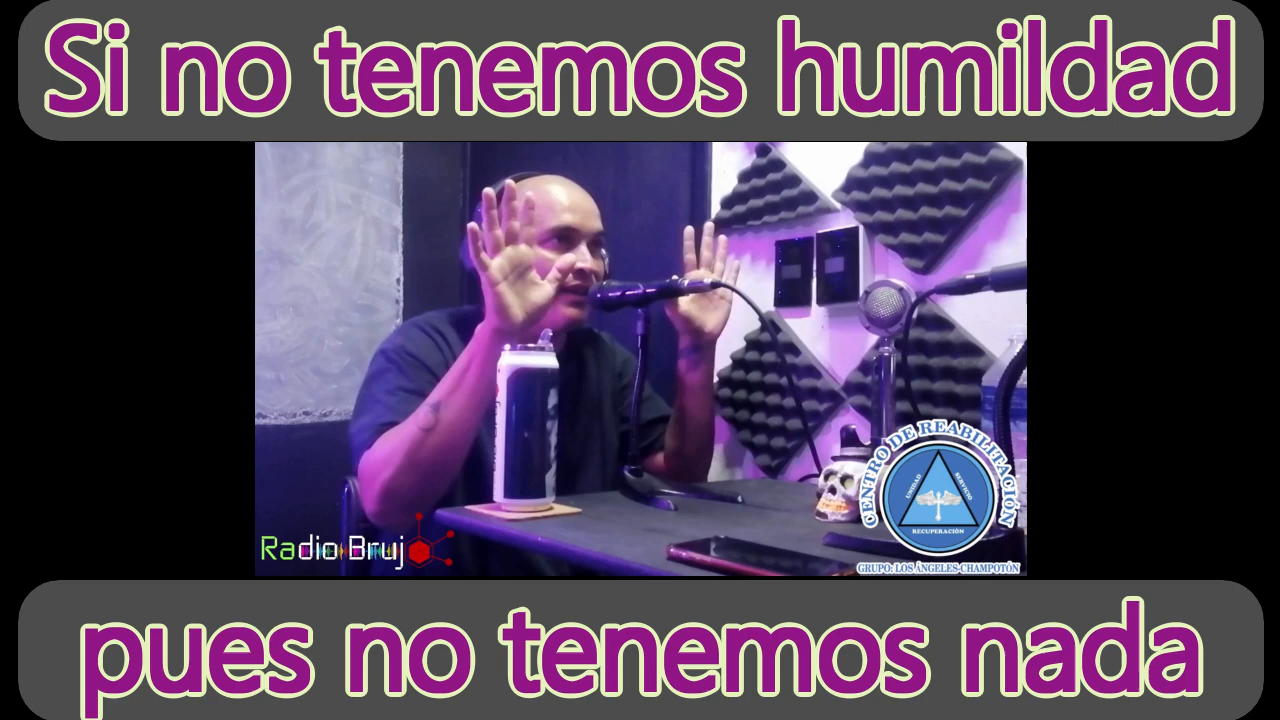 Si no tenemos humildad
CENTRO DE REABILITACIÓN
UNIDAD
SERVICIO
RECUPERACIÓN
Radio Brujo
GRUPO: LOS ÁNGELES-CHAMPOTÓN
pues no tenemos nada